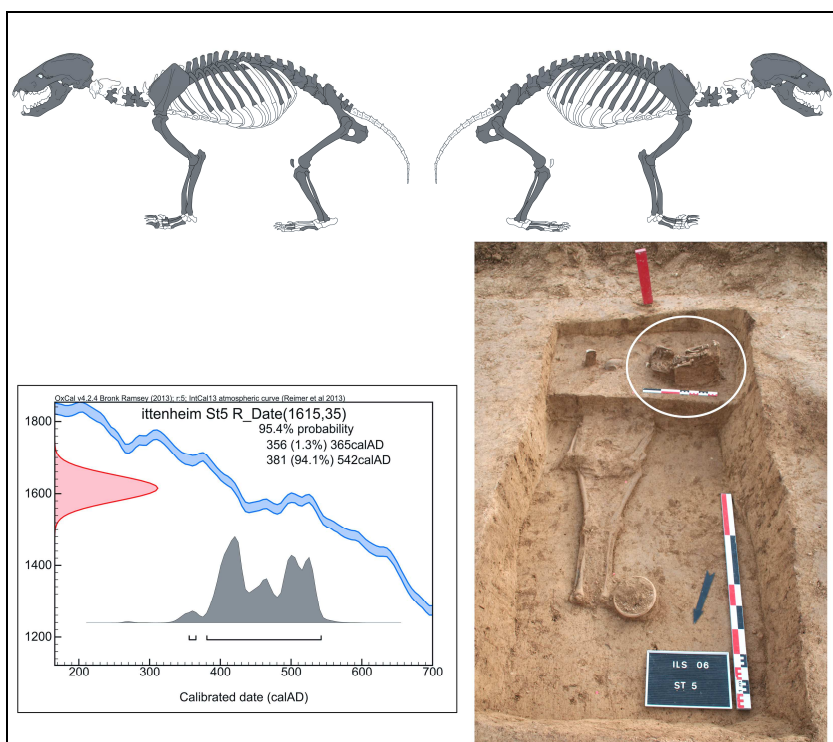 OxCal v4.2.4 Bronk Ramsey (2013); r:5; IntCal13 atmospheric curve (Reimer et al 2013)
ittenheim St5 R_Date(1615,35)
95.4% probability
356 (1.3%) 365calAD
381 (94.1%) 542calAD
1800
1600
1400
1200
200 300 400 500 600 700
Calibrated date (calAD)
ILS 06
ST 5